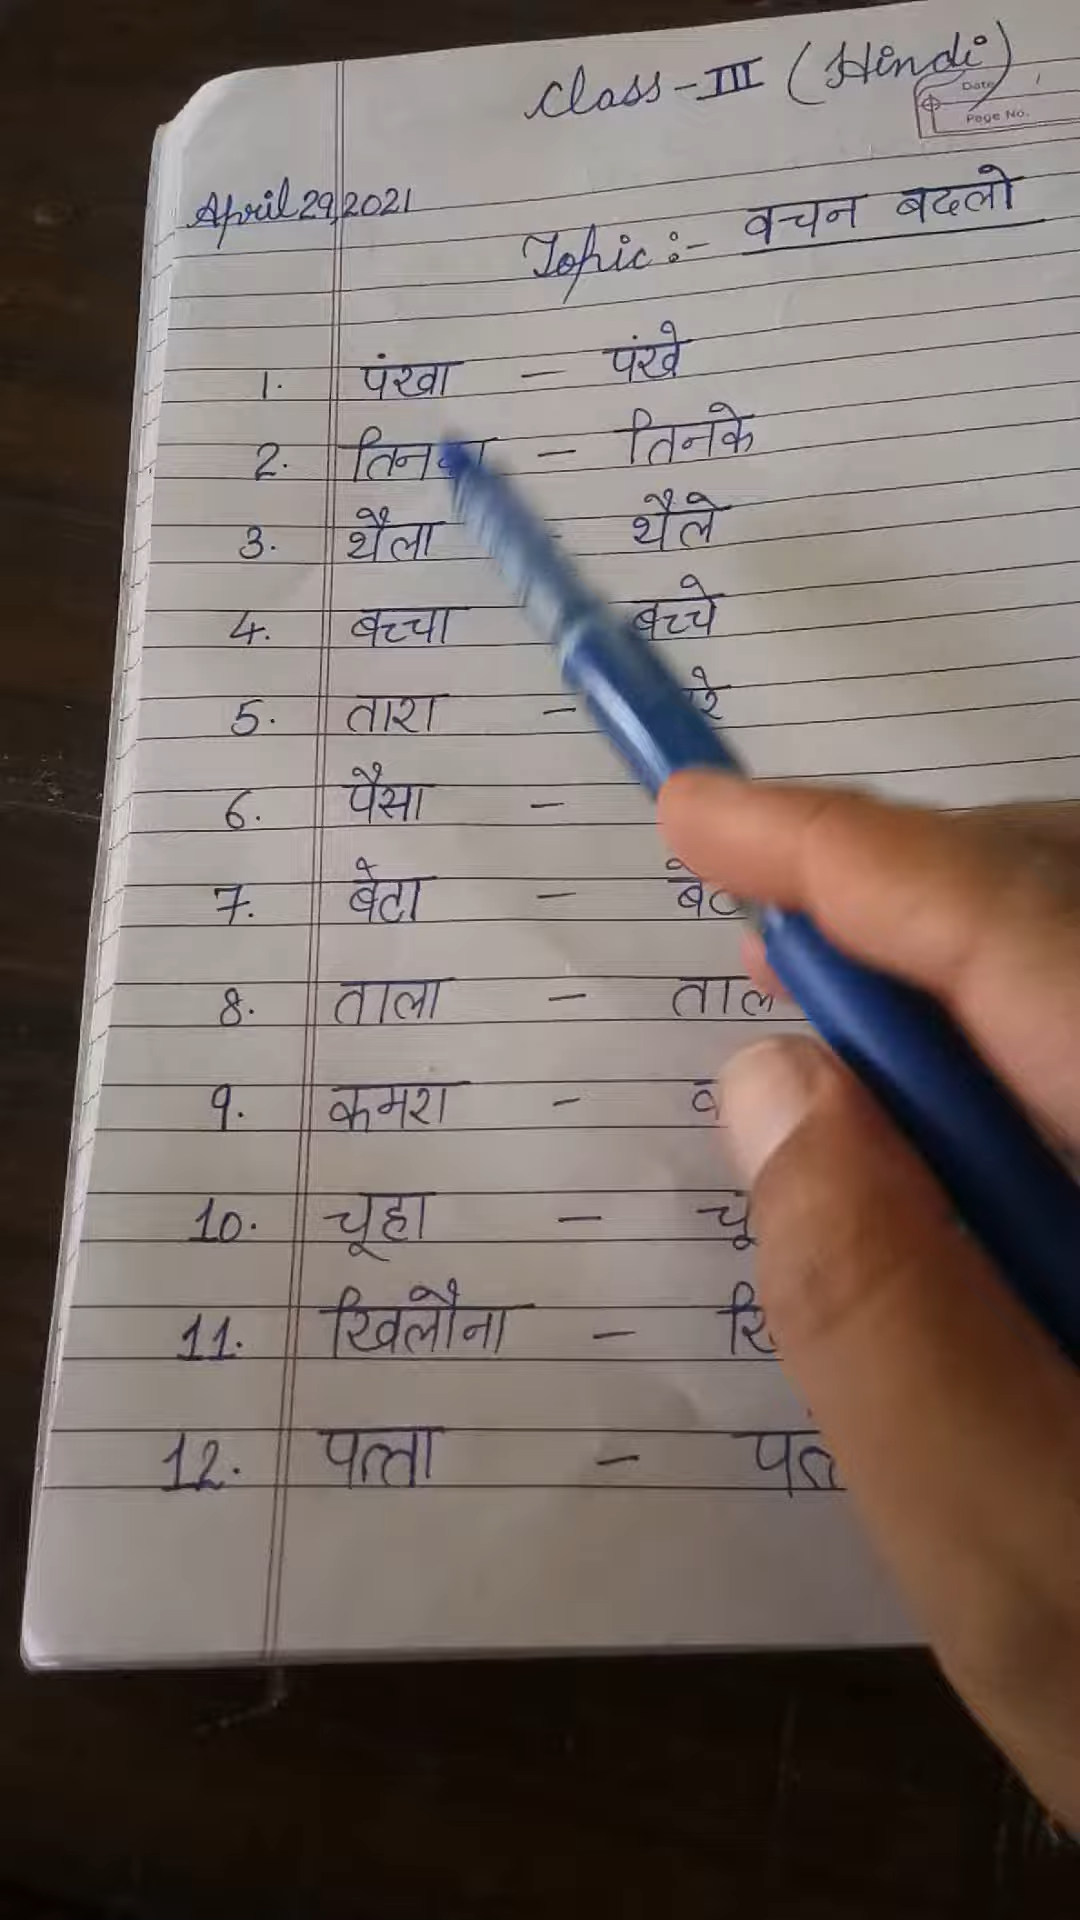 Class-III (Hindi)
Date
Page No.
April 29, 2021
Topic :- वचन बदलो
1. पंखा – पंखे
2. तिनका – तिनके
3. थैला – थैले
4. बच्चा बच्चे
5. तारा –
6. पैसा –
7. बेटा –
8. ताला –
9. कमरा –
10. चूहा –
11. खिलौना –
12. पत्ता –